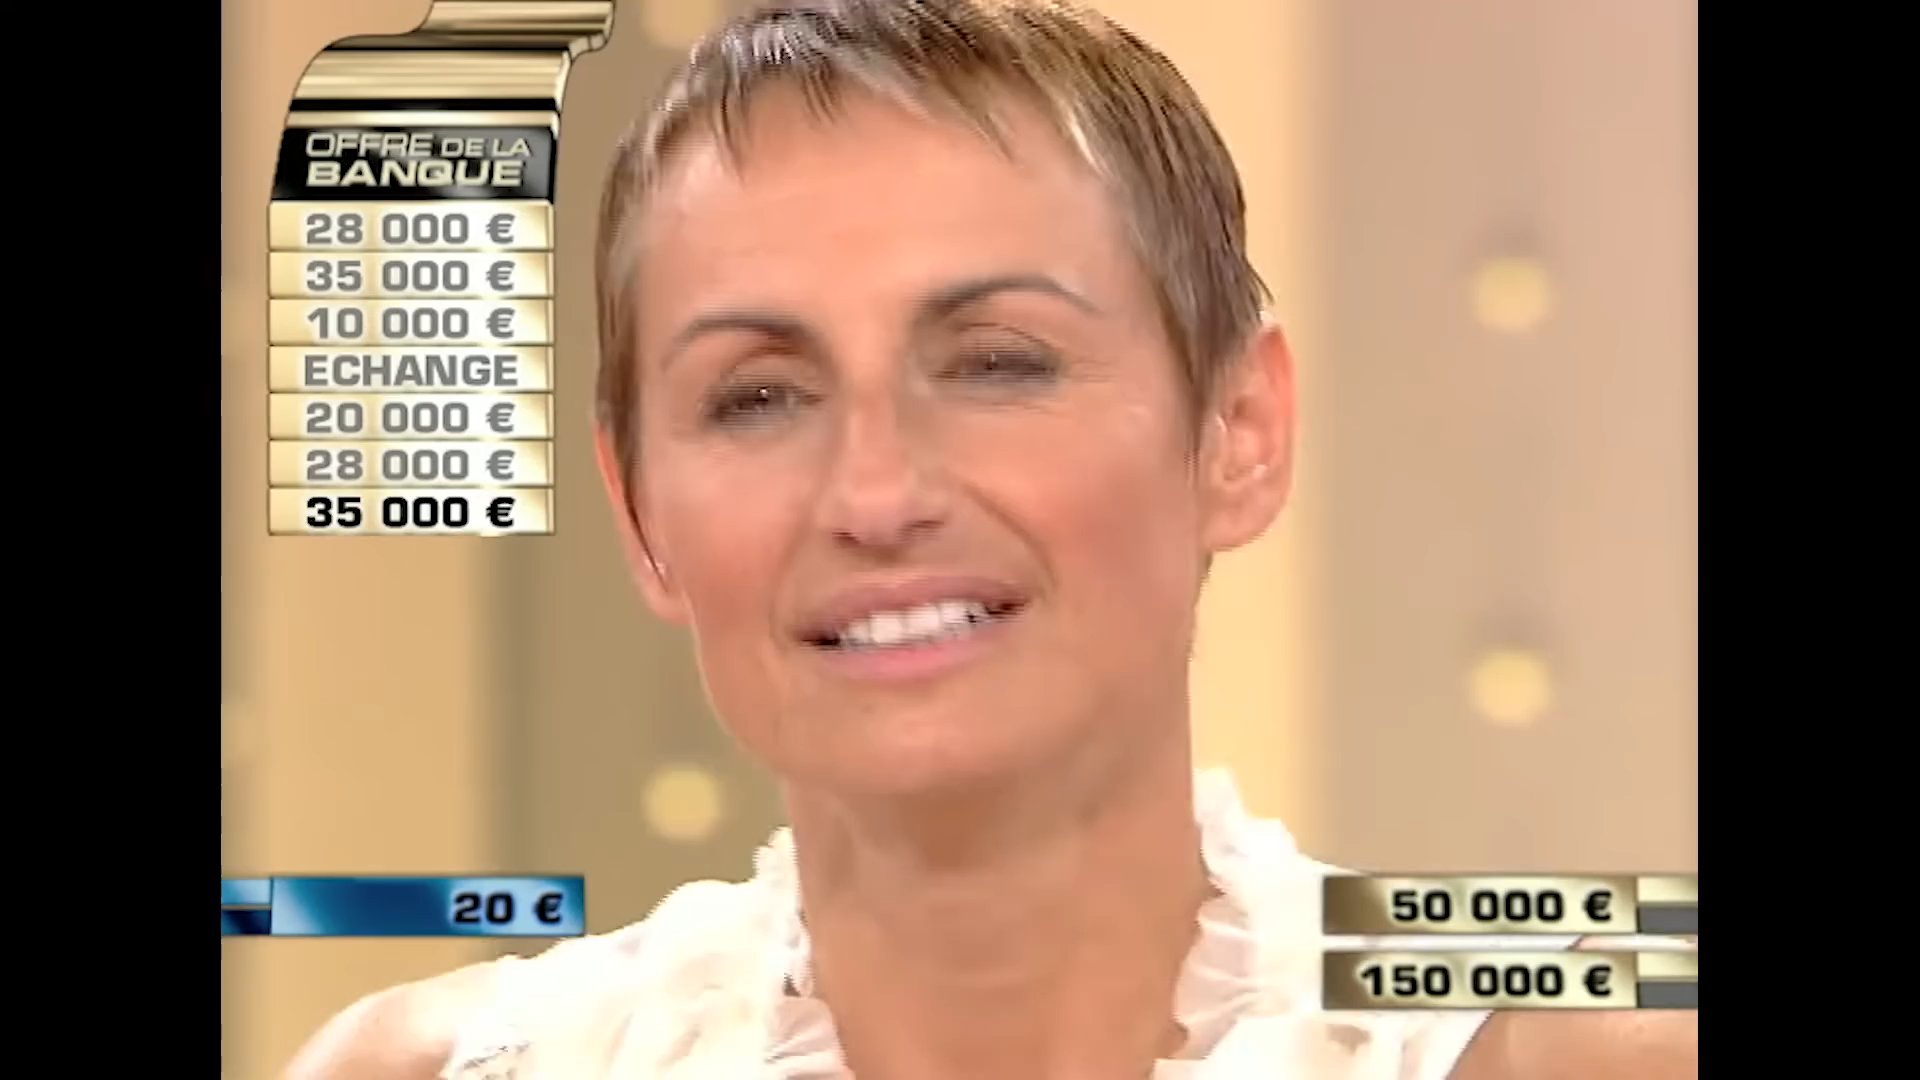 OFFRE DE LA
BANQUE
28 000 €
35 000 €
10 000 €
ECHANGE
20 000 €
28 000 €
35 000 €
20 €
50 000 €
150 000 €